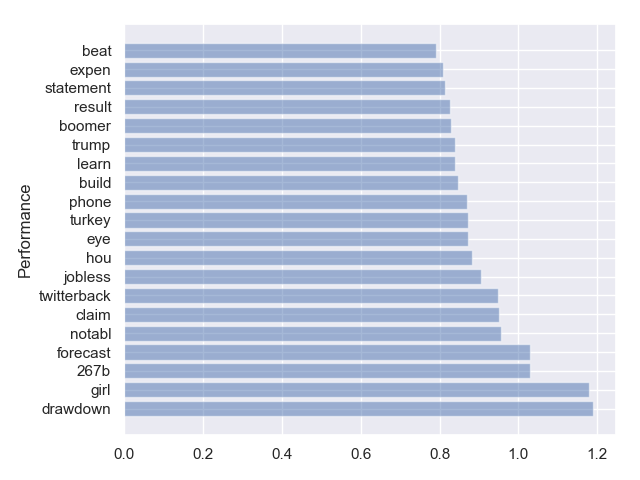 beat
expen
statement
result
boomer
trump
learn
build
phone
turkey
eye
hou
jobless
twitterback
claim
notabl
forecast
267b
girl
drawdown
Performance
0.0 0.2 0.4 0.6 0.8 1.0 1.2